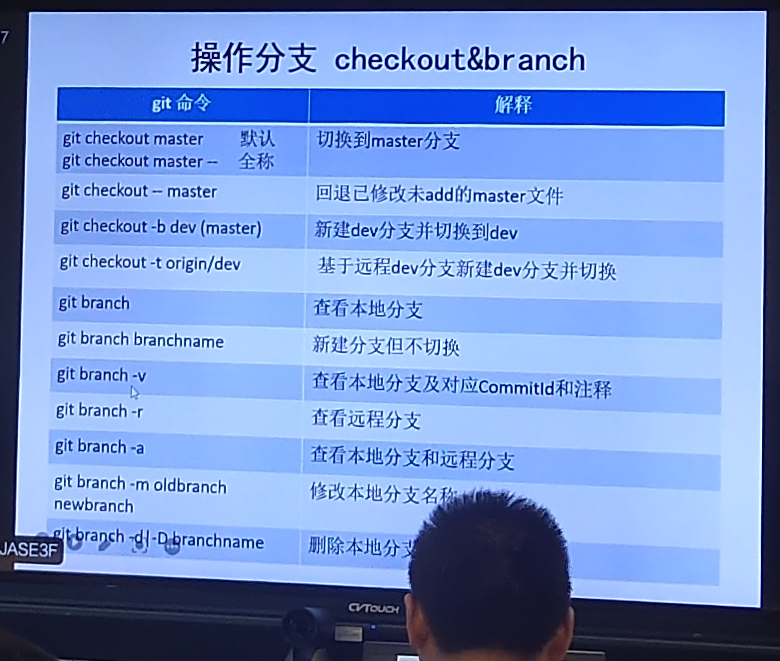 7
操作分支 checkout&branch
git 命令 解释
git checkout master 默认 切换到master分支
git checkout master -- 全称
git checkout -- master 回退已修改未add的master文件
git checkout -b dev (master) 新建dev分支并切换到dev
git checkout -t origin/dev 基于远程dev分支新建dev分支并切换
git branch 查看本地分支
git branch branchname 新建分支但不切换
git branch -v 查看本地分支及对应CommitId和注释
git branch -r 查看远程分支
git branch -a 查看本地分支和远程分支
git branch -m oldbranch 修改本地分支名称
newbranch
git branch -d|-D branchname 删除本地分支
JASE3F
CVTOUCH